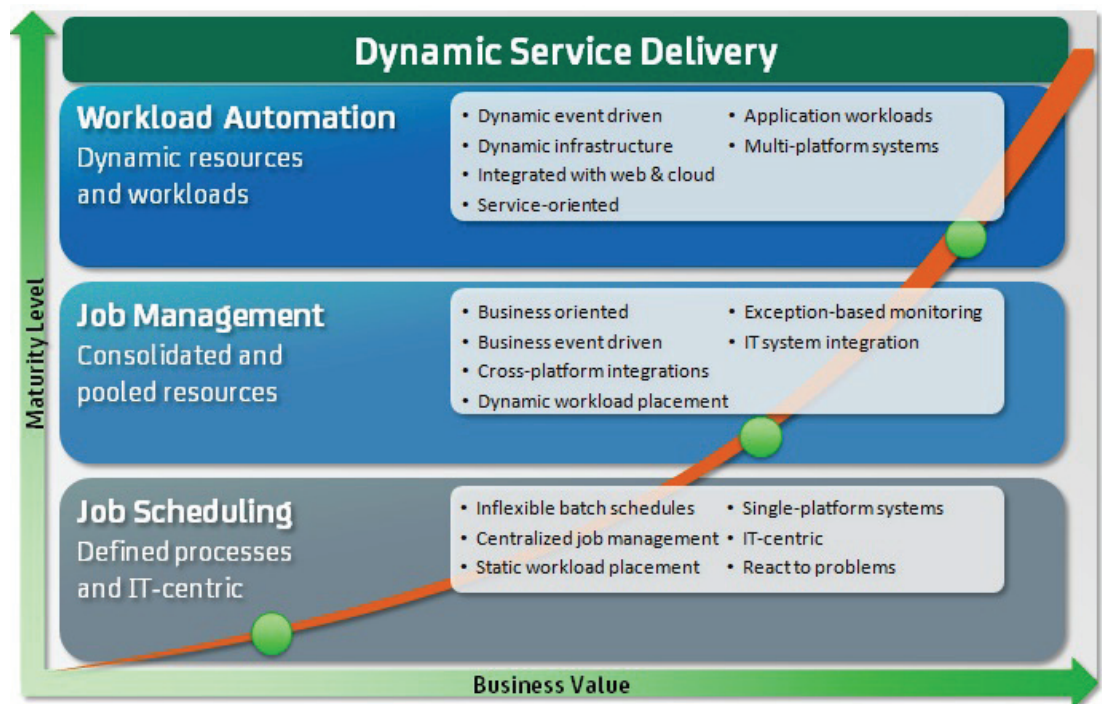 Dynamic Service Delivery
Workload Automation
Dynamic resources
and workloads
• Dynamic event driven
• Dynamic infrastructure
• Integrated with web & cloud
• Service-oriented
• Application workloads
• Multi-platform systems
Job Management
Consolidated and
pooled resources
• Business oriented
• Business event driven
• Cross-platform integrations
• Dynamic workload placement
• Exception-based monitoring
• IT system integration
Job Scheduling
Defined processes
and IT-centric
• Inflexible batch schedules
• Centralized job management
• Static workload placement
• Single-platform systems
• IT-centric
• React to problems
Maturity Level
Business Value